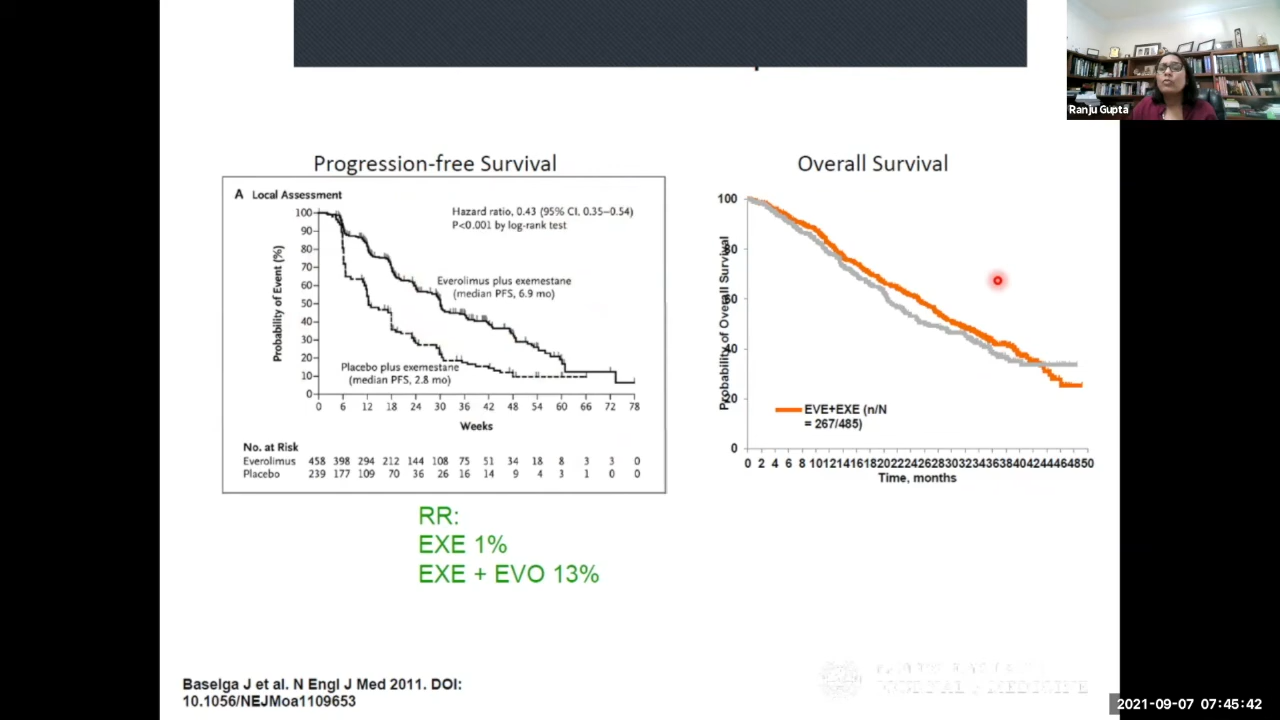 Ranju Gupta
Progression-free Survival
A Local Assessment
Hazard ratio, 0.43 (95% CI, 0.35–0.54)
P<0.001 by log-rank test
Everolimus plus exemestane
(median PFS, 6.9 mo)
Placebo plus exemestane
(median PFS, 2.8 mo)
Probability of Event (%)
100
90
80
70
60
50
40
30
20
10
0
0 6 12 18 24 30 36 42 48 54 60 66 72 78
Weeks
No. at Risk
Everolimus 458 398 294 212 144 108 75 51 34 18 8 3 3 0
Placebo 239 177 109 70 36 26 16 14 9 4 3 1 0 0
Overall Survival
Probability of Overall Survival
100
80
60
40
20
0
EVE+EXE (n/N
= 267/485)
0 2 4 6 8 10 12 14 16 18 20 22 24 26 28 30 32 34 36 38 40 42 44 46 48 50
Time, months
RR:
EXE 1%
EXE + EVO 13%
Baselga J et al. N Engl J Med 2011. DOI:
10.1056/NEJMoa1109653
2021-09-07 07:45:42